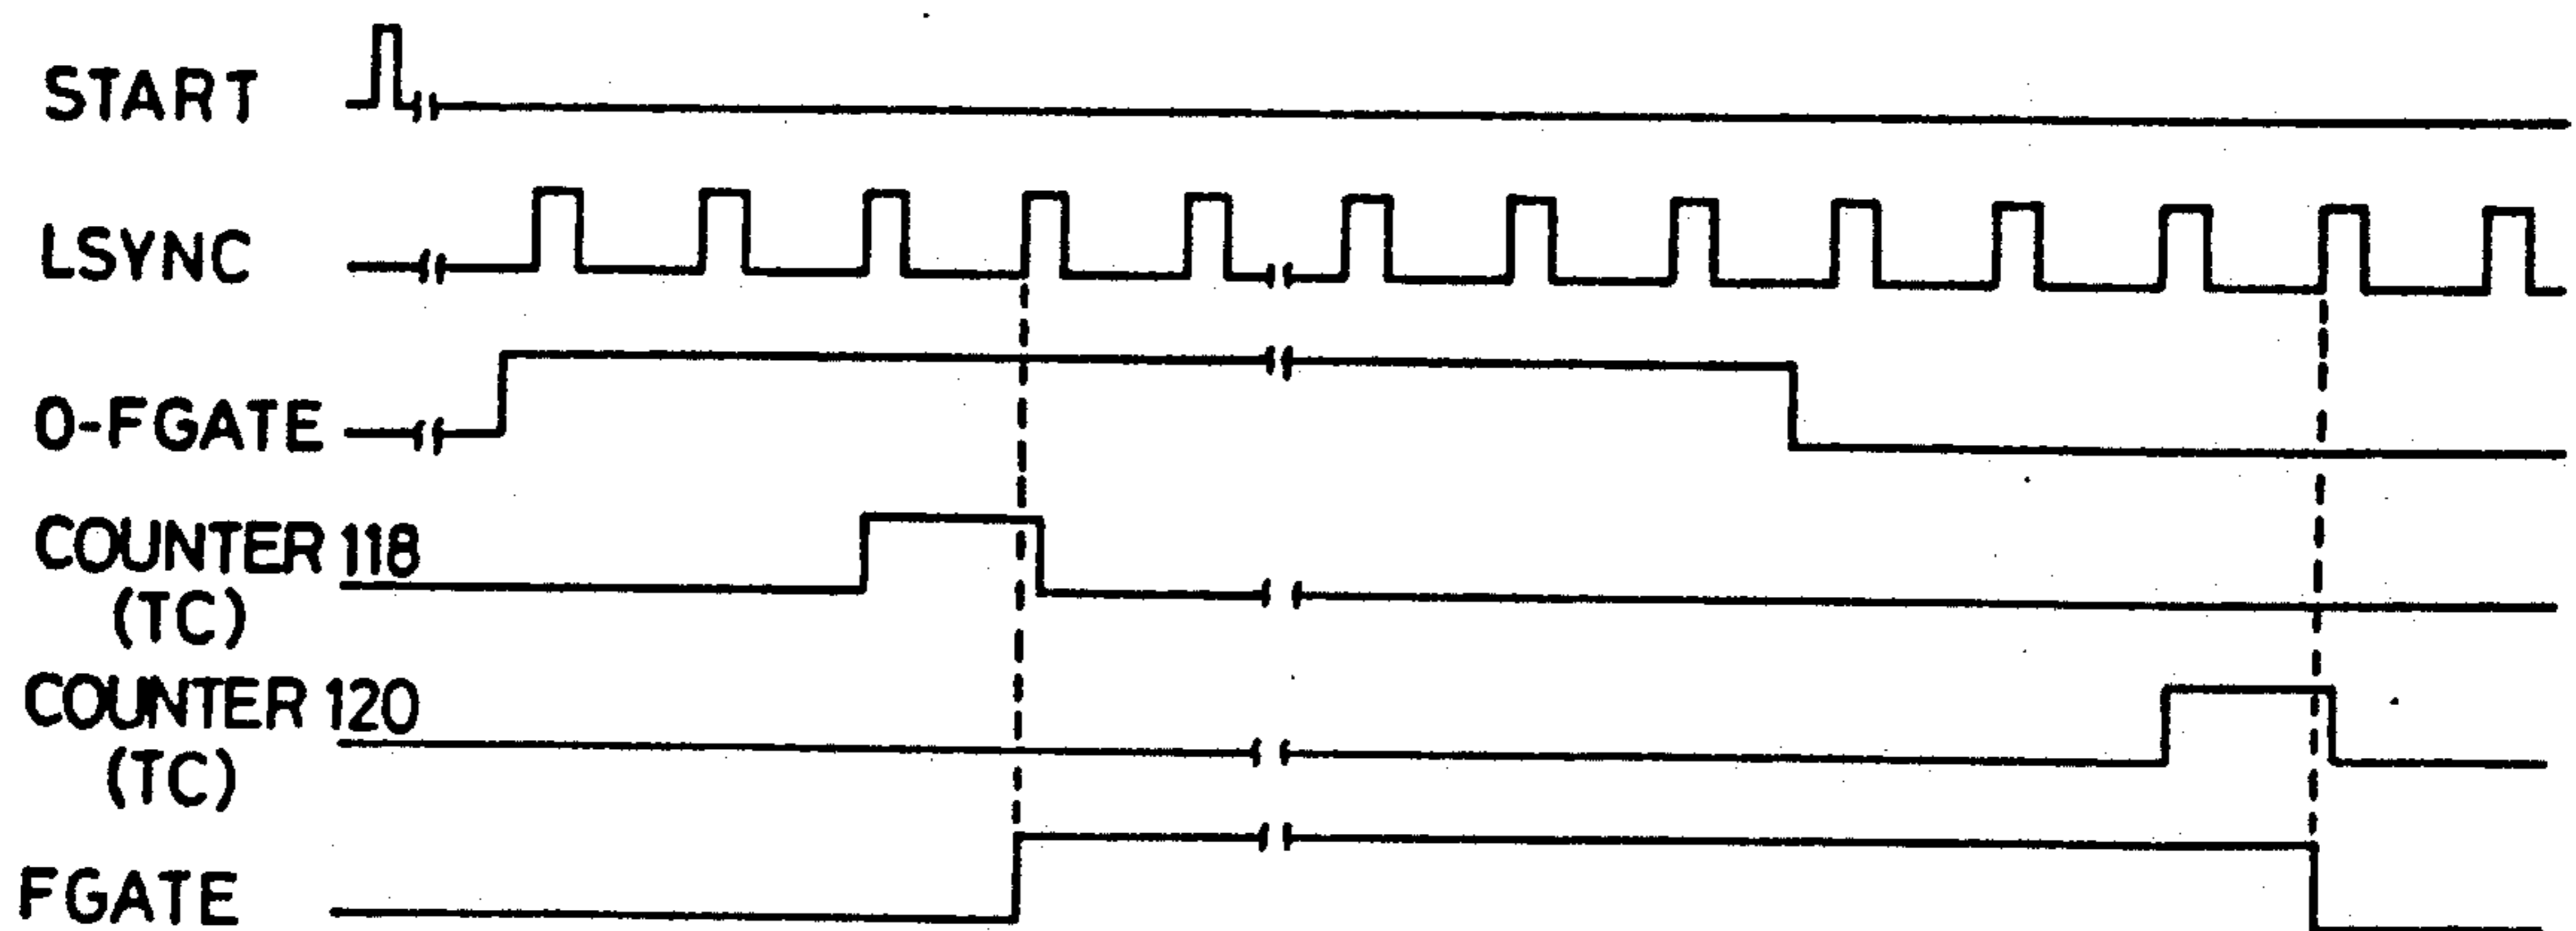 START
LSYNC
O-FGATE
COUNTER 118
(TC)
COUNTER 120
(TC)
FGATE